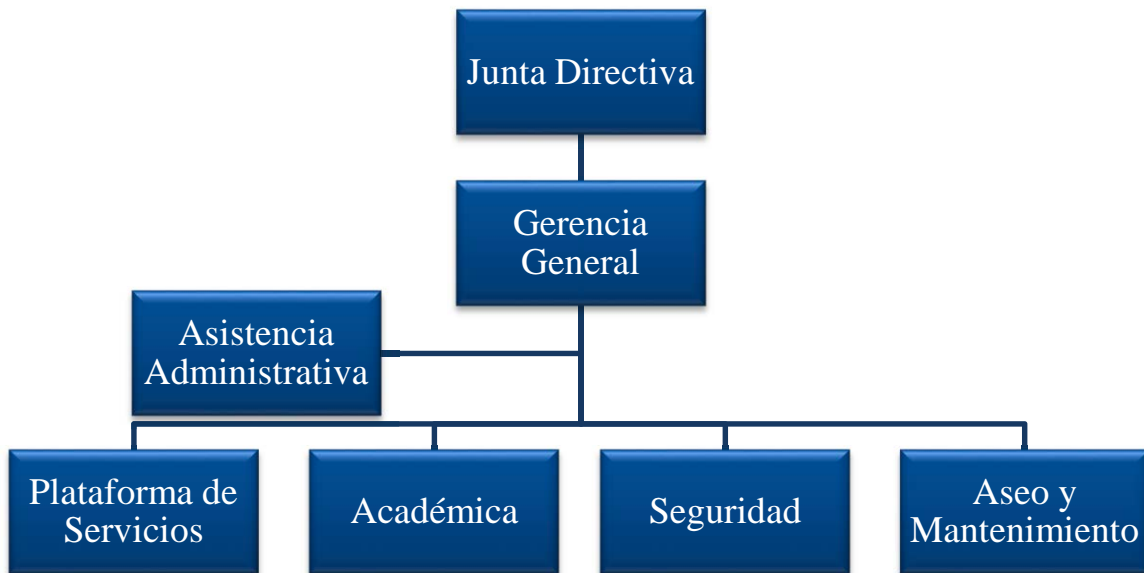 Junta Directiva
Gerencia
General
Asistencia
Administrativa
Plataforma de
Servicios
Académica
Seguridad
Aseo y
Mantenimiento